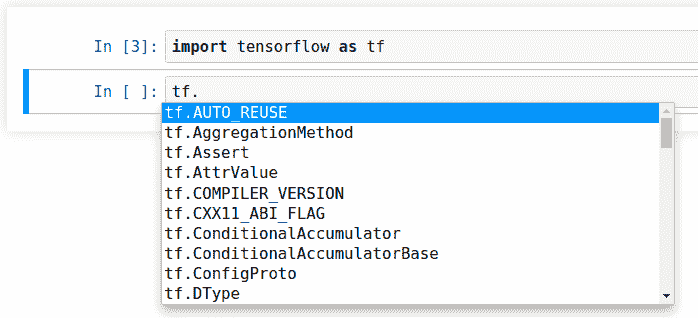 In [3]: import tensorflow as tf
In [ ]: tf.
tf.AUTO_REUSE
tf.AggregationMethod
tf.Assert
tf.AttrValue
tf.COMPILER_VERSION
tf.CXX11_ABI_FLAG
tf.ConditionalAccumulator
tf.ConditionalAccumulatorBase
tf.ConfigProto
tf.DType